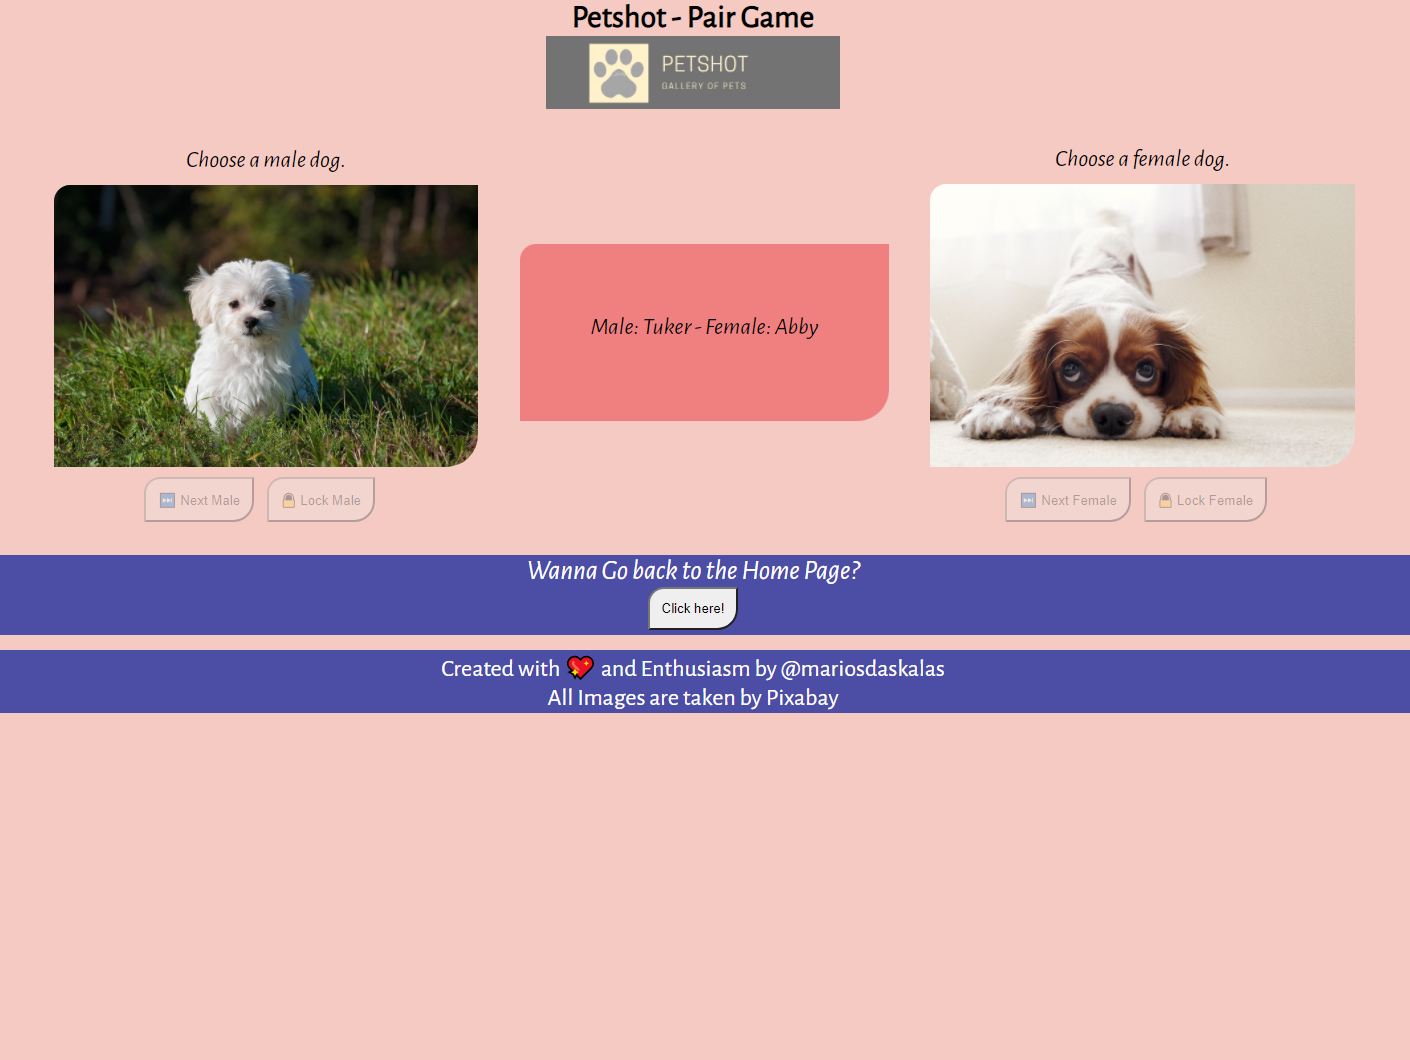 Petshot - Pair Game
PETSHOT
GALLERY OF PETS
Choose a male dog.
Choose a female dog.
Male: Tuker - Female: Abby
⏭ Next Male
🔒 Lock Male
⏭ Next Female
🔒 Lock Female
Wanna Go back to the Home Page?
Click here!
Created with 💖 and Enthusiasm by @mariosdaskalas
All Images are taken by Pixabay